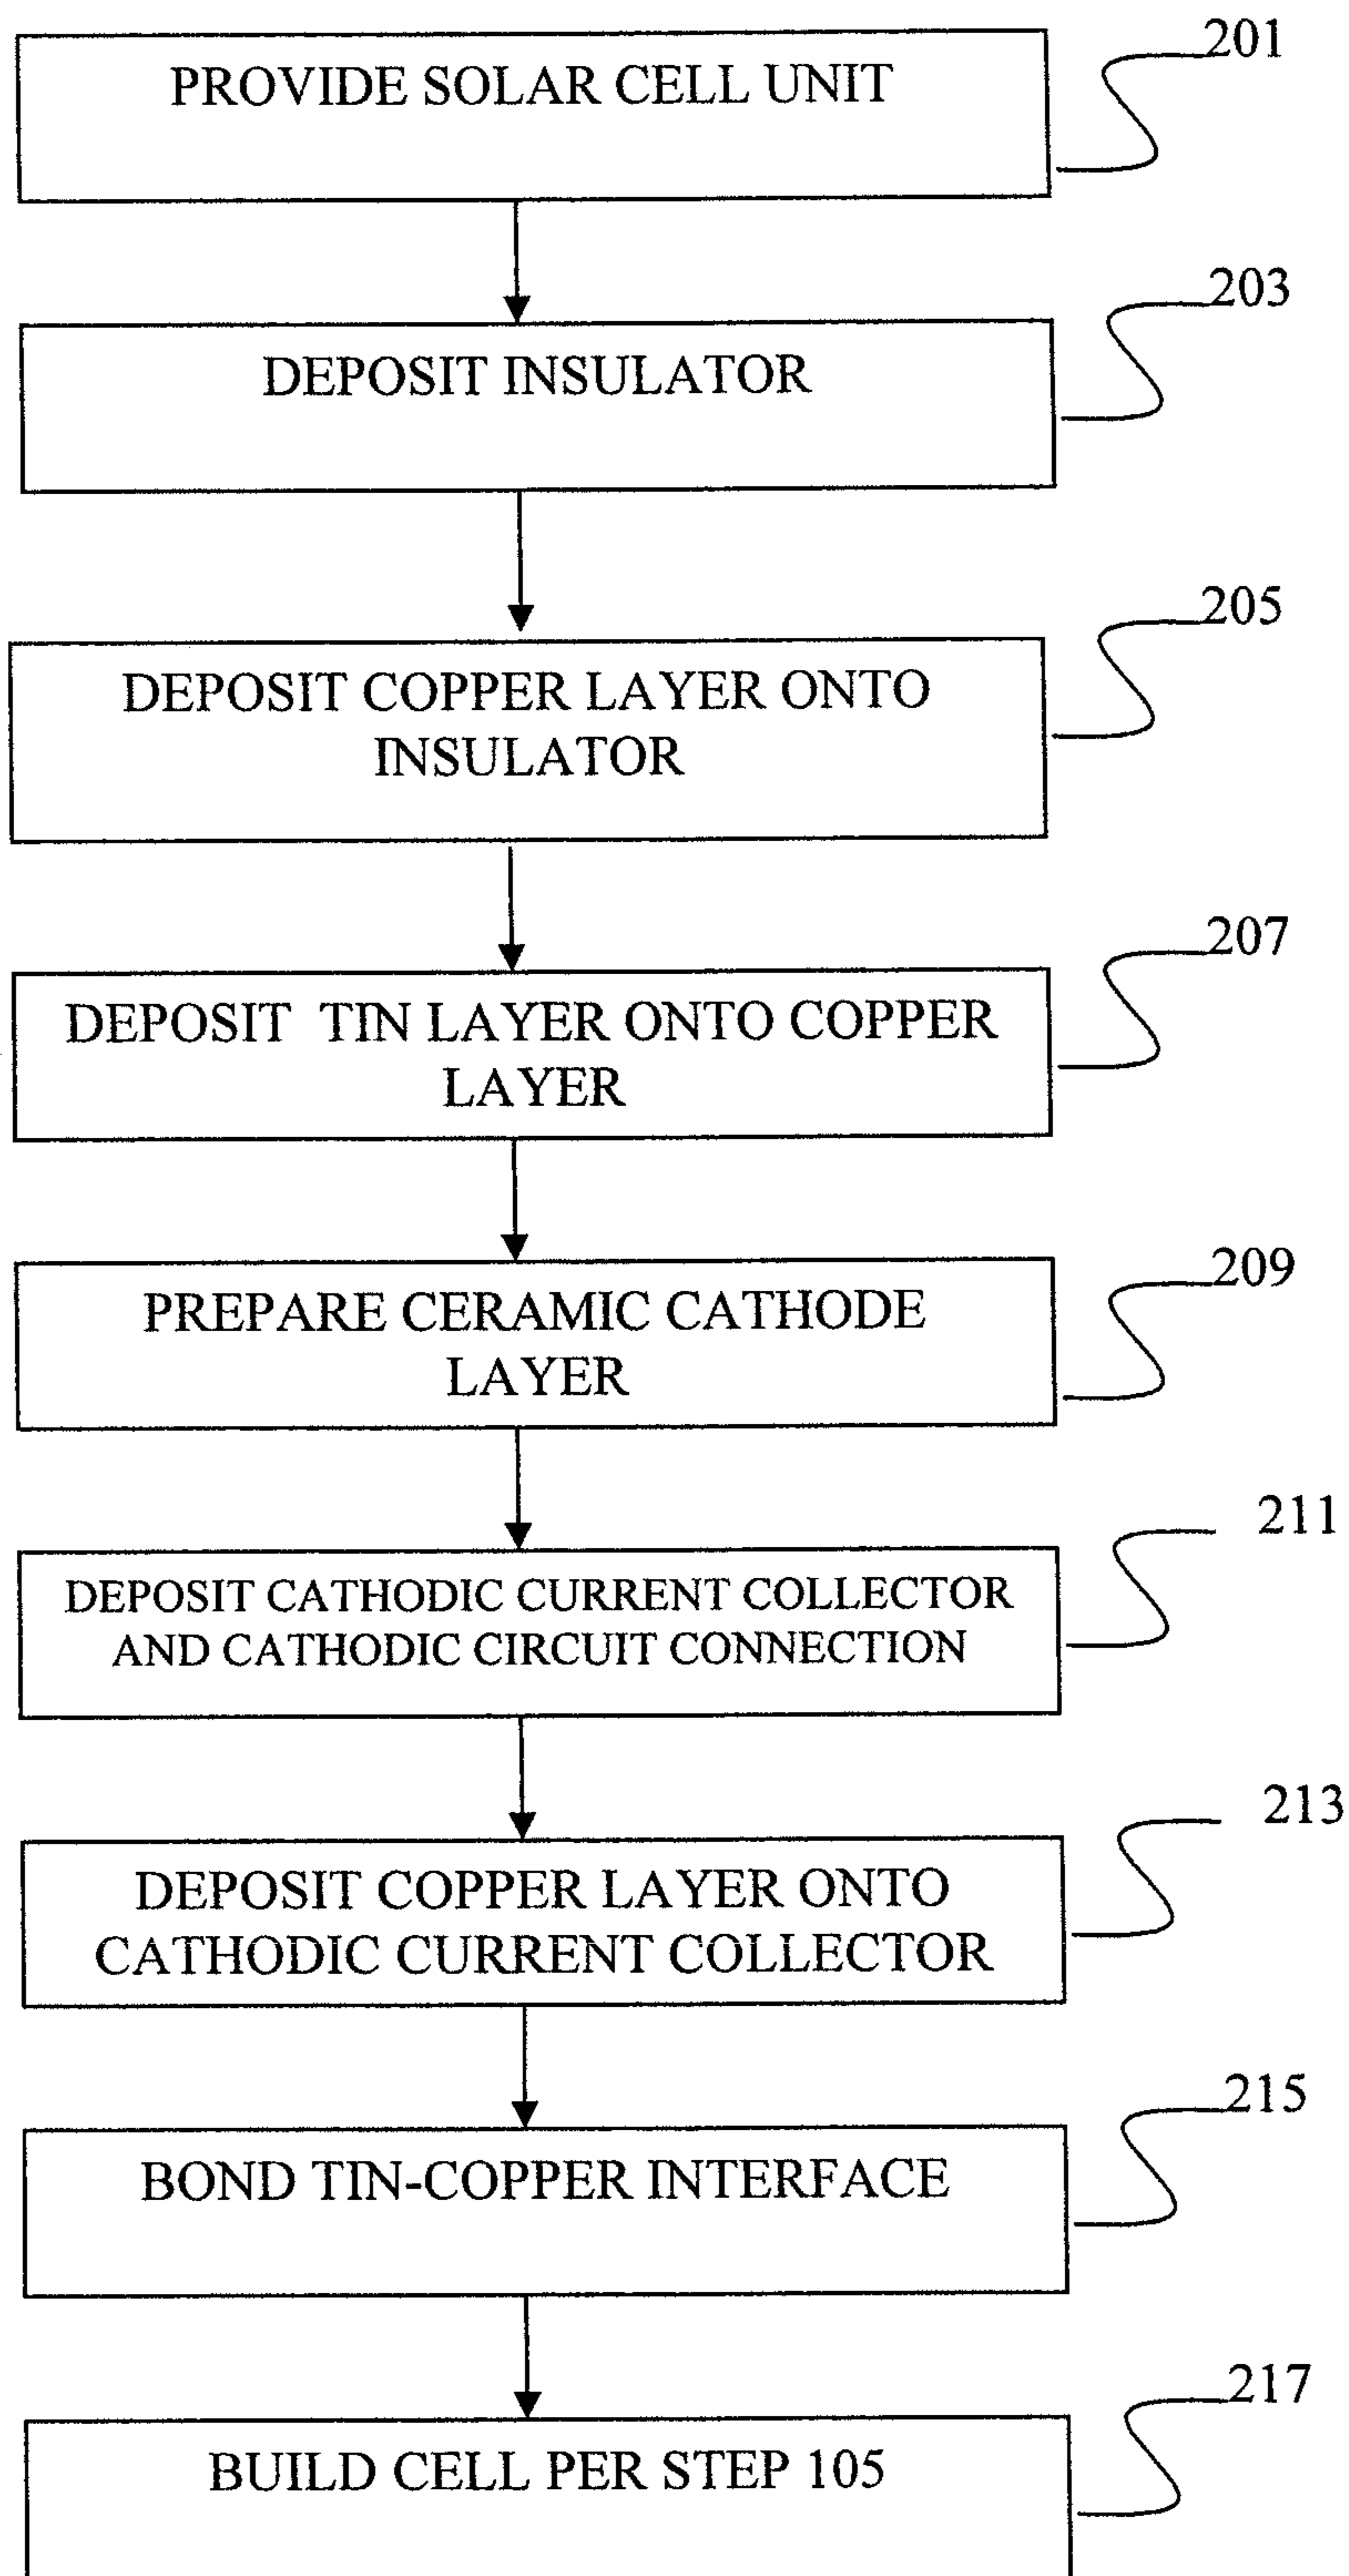 PROVIDE SOLAR CELL UNIT
201
DEPOSIT INSULATOR
203
DEPOSIT COPPER LAYER ONTO
INSULATOR
205
DEPOSIT TIN LAYER ONTO COPPER
LAYER
207
PREPARE CERAMIC CATHODE
LAYER
209
DEPOSIT CATHODIC CURRENT COLLECTOR
AND CATHODIC CIRCUIT CONNECTION
211
DEPOSIT COPPER LAYER ONTO
CATHODIC CURRENT COLLECTOR
213
BOND TIN-COPPER INTERFACE
215
BUILD CELL PER STEP 105
217